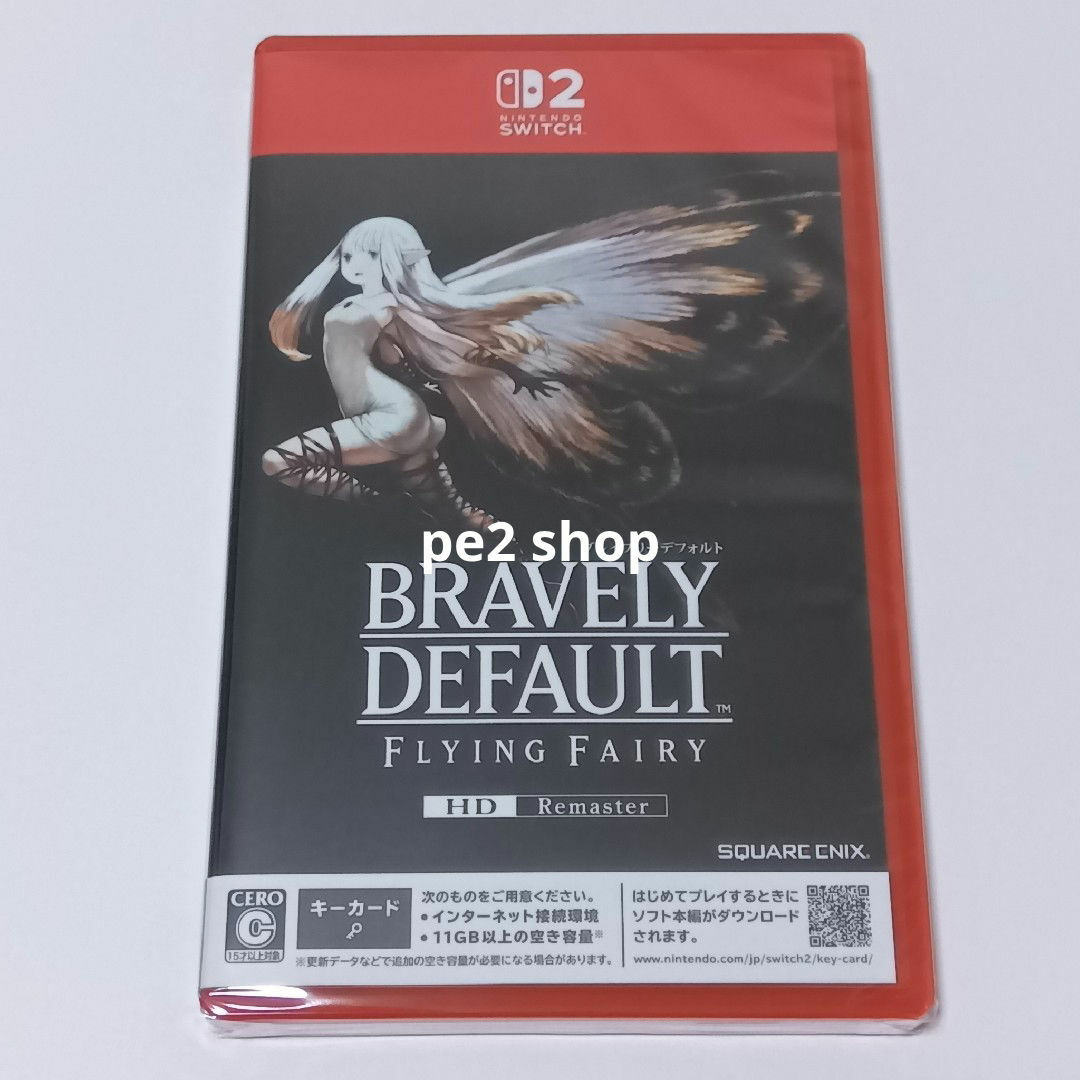 2
NINTENDO
SWITCH
pe2 shop
デフォルト
BRAVELY
DEFAULT™
FLYING FAIRY
HD Remaster
SQUARE ENIX®
CERO
C
15才以上対象
キーカード
次のものをご用意ください。
•インターネット接続環境
•11GB以上の空き容量※
※更新データなどで追加の空き容量が必要になる場合があります。
はじめてプレイするときに
ソフト本編がダウンロード
されます。
www.nintendo.com/jp/switch2/key-card/